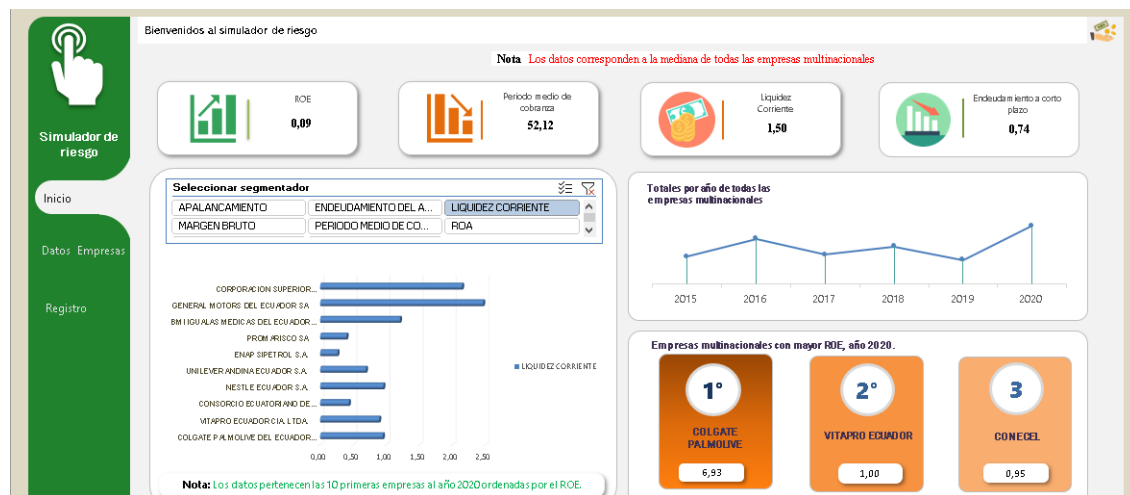 Bienvenidos al simulador de riesgo
Nota Los datos corresponden a la mediana de todas las empresas multinacionales
Simulador de
riesgo
Inicio
Datos Empresas
Registro
ROE
0,09
Periodo medio de
cobranza
52,12
Liquidez
Corriente
1,50
Endeudamiento a corto
plazo
0,74
Seleccionar segmentador
APALANCAMIENTO
ENDEUDAMIENTO DEL A...
LIQUIDEZ CORRIENTE
MARGEN BRUTO
PERIODO MEDIO DE CO...
ROA
CORPORACION SUPERIOR...
GENERAL MOTORS DEL ECUADOR SA
BMI IGUALAS MEDICAS DEL ECUADOR...
PROMARISCO SA
ENAP SIPETROL S.A.
UNILEVER ANDINA ECUADOR S.A.
NESTLE ECUADOR S.A.
CONSORCIO ECUATORIANO DE...
VITAPRO ECUADOR CIA. LTDA.
COLGATE PALMOLIVE DEL ECUADOR...
0,00 0,50 1,00 1,50 2,00 2,50
LIQUIDEZ CORRIENTE
Nota: Los datos pertenecen las 10 primeras empresas al año 2020 ordenadas por el ROE.
Totales por año de todas las
empresas multinacionales
2015 2016 2017 2018 2019 2020
Empresas multinacionales con mayor ROE, año 2020.
1°
COLGATE
PALMOLIVE
6,93
2°
VITAPRO ECUADOR
1,00
3
CONECEL
0,95